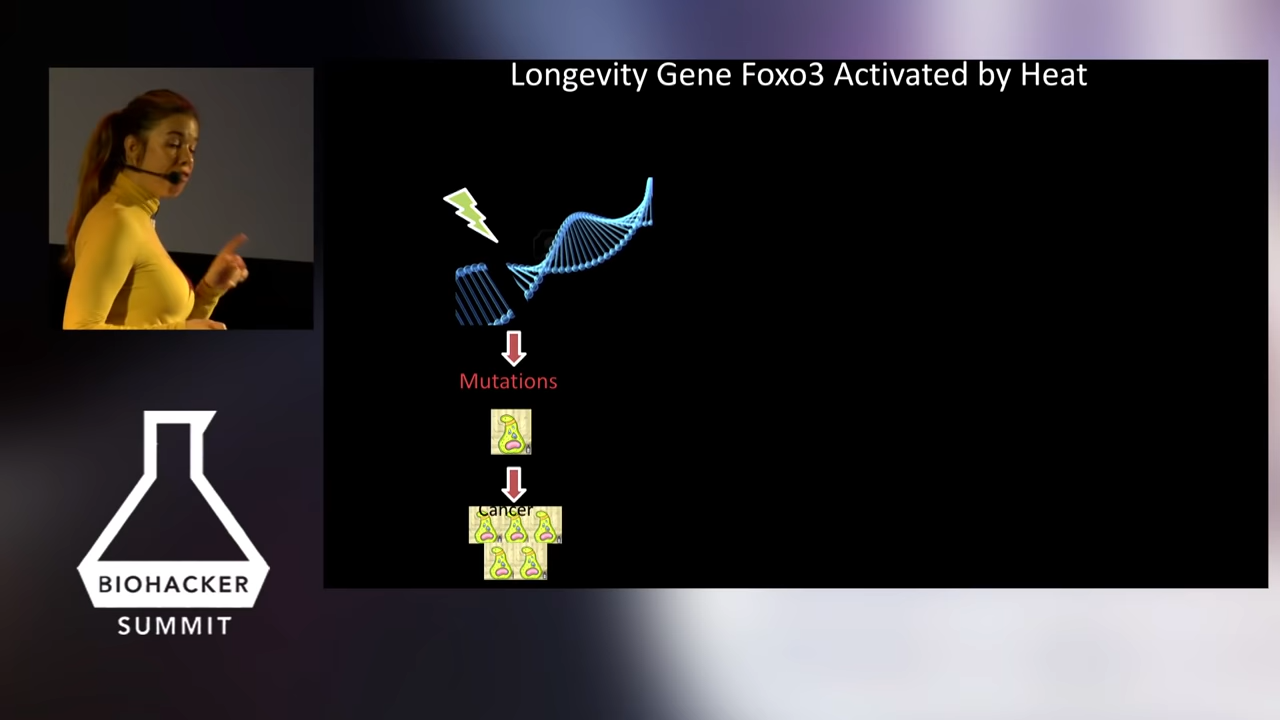 Longevity Gene Foxo3 Activated by Heat
Mutations
Cancer
BIOHACKER
SUMMIT